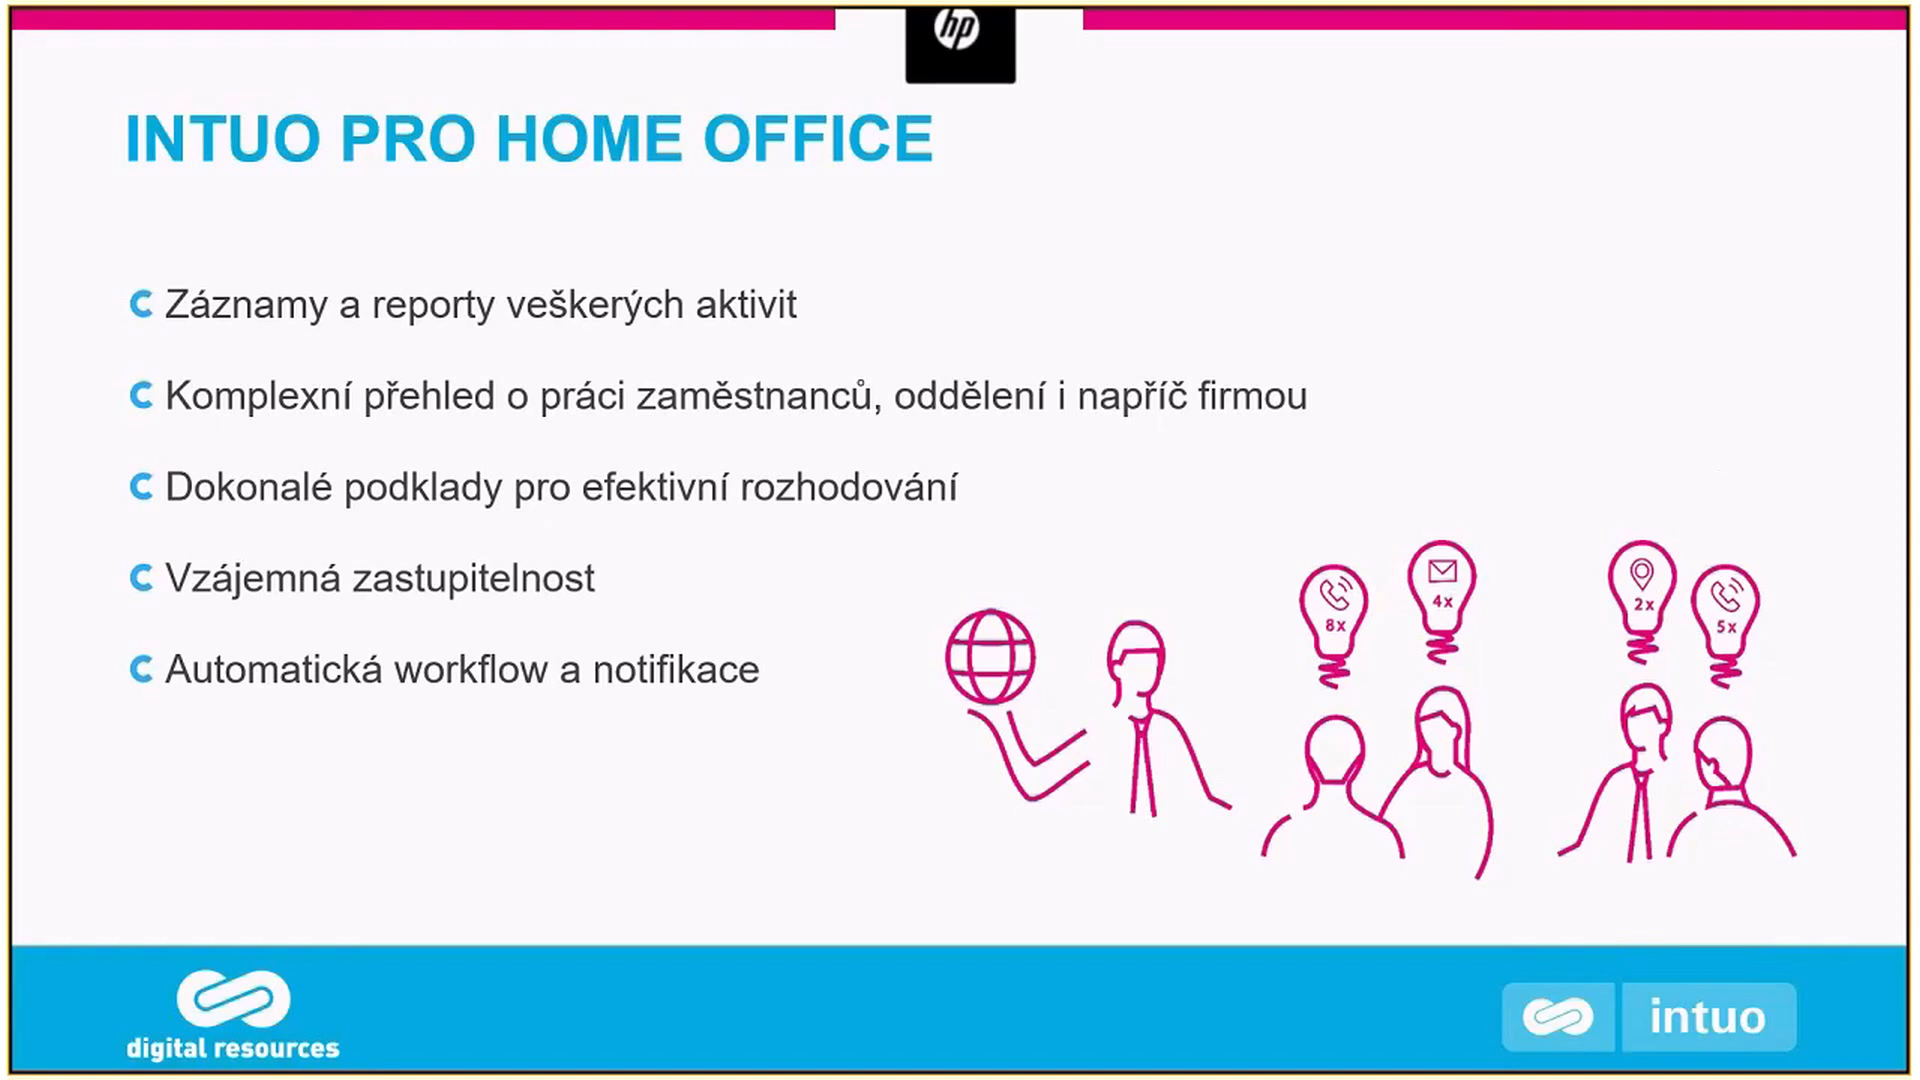 hp
INTUO PRO HOME OFFICE
Záznamy a reporty veškerých aktivit
Komplexní přehled o práci zaměstnanců, oddělení i napříč firmou
Dokonalé podklady pro efektivní rozhodování
Vzájemná zastupitelnost
Automatická workflow a notifikace
8x
4x
2x
5x
digital resources
intuo